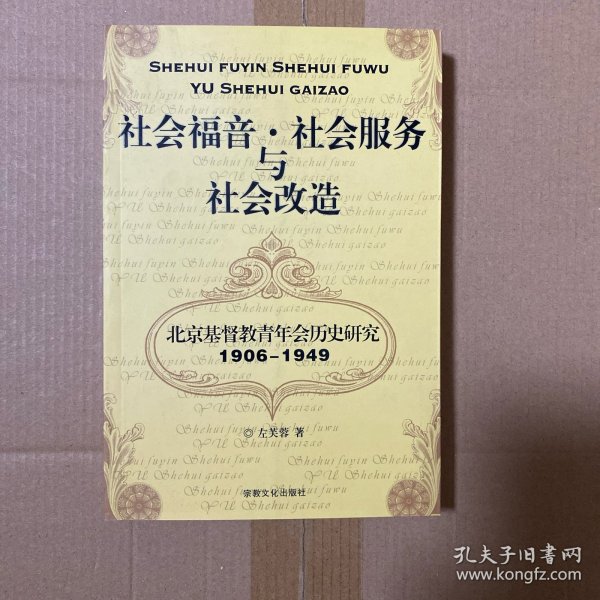 SHEHUI FUYIN SHEHUI FUWU
YU SHEHUI GAIZAO
社会福音·社会服务
与
社会改造
北京基督教青年会历史研究
1906-1949
◎左芙蓉 著
宗教文化出版社
孔夫子旧书网
www.kongfz.com